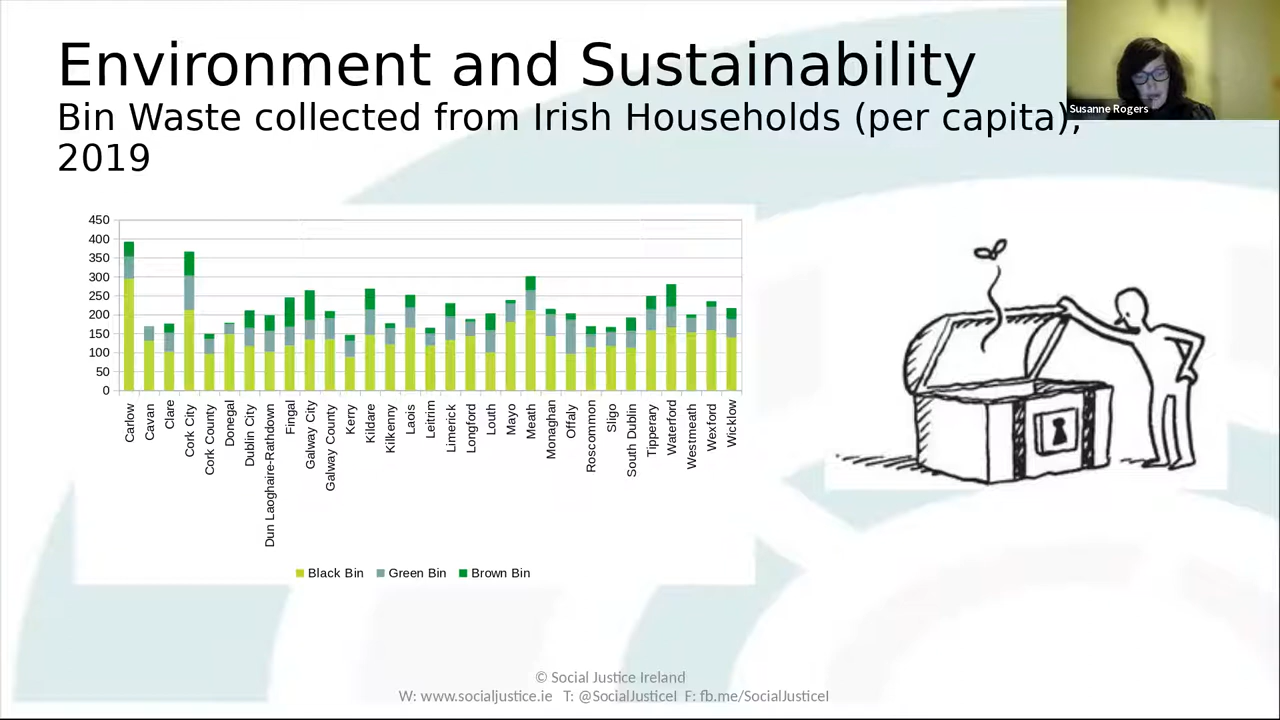 Environment and Sustainability
Bin Waste collected from Irish Households (per capita),
2019
Susanne Rogers
450
400
350
300
250
200
150
100
50
0
Carlow
Cavan
Clare
Cork City
Cork County
Donegal
Dublin City
Dun Laoghaire-Rathdown
Fingal
Galway City
Galway County
Kerry
Kildare
Kilkenny
Laois
Leitrim
Limerick
Longford
Louth
Mayo
Meath
Monaghan
Offaly
Roscommon
Sligo
South Dublin
Tipperary
Waterford
Westmeath
Wexford
Wicklow
Black Bin Green Bin Brown Bin
© Social Justice Ireland
W: www.socialjustice.ie T: @SocialJusticeI F: fb.me/SocialJusticeI